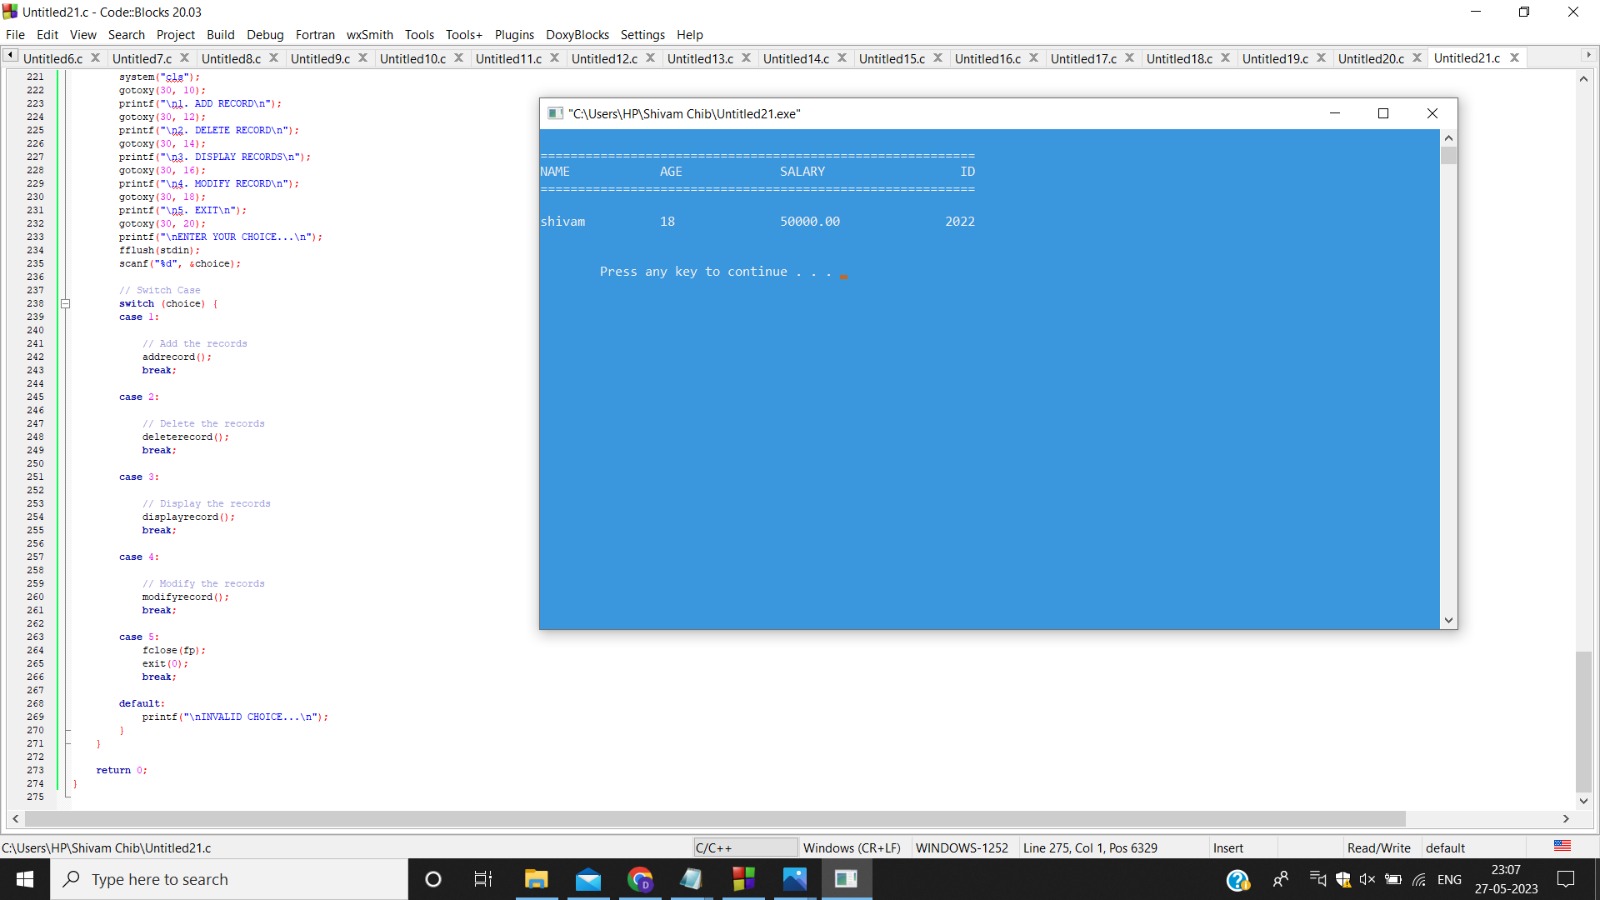 Untitled21.c - Code::Blocks 20.03
File Edit View Search Project Build Debug Fortran wxSmith Tools Tools+ Plugins DoxyBlocks Settings Help
Untitled6.c Untitled7.c Untitled8.c Untitled9.c Untitled10.c Untitled11.c Untitled12.c Untitled13.c Untitled14.c Untitled15.c Untitled16.c Untitled17.c Untitled18.c Untitled19.c Untitled20.c Untitled21.c
221 system("cls");
222 gotoxy(30, 10);
223 printf("\n1. ADD RECORD\n");
224 gotoxy(30, 12);
225 printf("\n2. DELETE RECORD\n");
226 gotoxy(30, 14);
227 printf("\n3. DISPLAY RECORDS\n");
228 gotoxy(30, 16);
229 printf("\n4. MODIFY RECORD\n");
230 gotoxy(30, 18);
231 printf("\n5. EXIT\n");
232 gotoxy(30, 20);
233 printf("\nENTER YOUR CHOICE...\n");
234 fflush(stdin);
235 scanf("%d", &choice);
236
237 // Switch Case
238 switch (choice) {
239 case 1:
240
241 // Add the records
242 addrecord();
243 break;
244
245 case 2:
246
247 // Delete the records
248 deleterecord();
249 break;
250
251 case 3:
252
253 // Display the records
254 displayrecord();
255 break;
256
257 case 4:
258
259 // Modify the records
260 modifyrecord();
261 break;
262
263 case 5:
264 fclose(fp);
265 exit(0);
266 break;
267
268 default:
269 printf("\nINVALID CHOICE...\n");
270 }
271 }
272
273 return 0;
274 }
275
"C:\Users\HP\Shivam Chib\Untitled21.exe"
==========================================================
NAME AGE SALARY ID
==========================================================
shivam 18 50000.00 2022
Press any key to continue . . .
C:\Users\HP\Shivam Chib\Untitled21.c C/C++ Windows (CR+LF) WINDOWS-1252 Line 275, Col 1, Pos 6329 Insert Read/Write default
Type here to search
ENG
23:07
27-05-2023